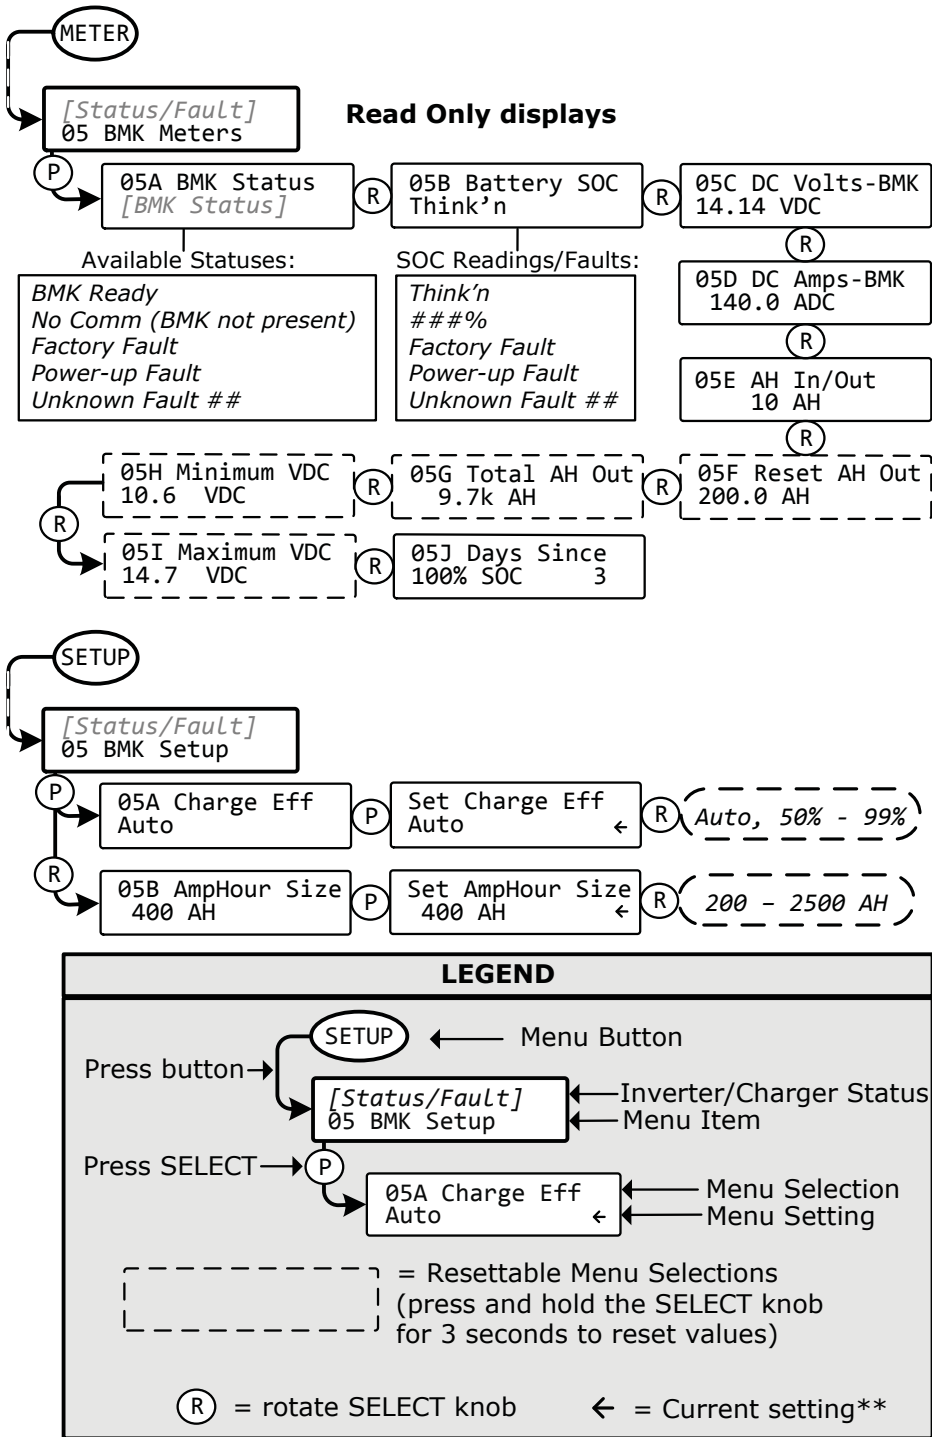 METER
[Status/Fault]
05 BMK Meters
Read Only displays
P
05A BMK Status
[BMK Status]
R
05B Battery SOC
Think'n
R
05C DC Volts-BMK
14.14 VDC
R
Available Statuses:
BMK Ready
No Comm (BMK not present)
Factory Fault
Power-up Fault
Unknown Fault ##
SOC Readings/Faults:
Think'n
###%
Factory Fault
Power-up Fault
Unknown Fault ##
05D DC Amps-BMK
140.0 ADC
R
05E AH In/Out
10 AH
R
05H Minimum VDC
10.6 VDC
R
05G Total AH Out
9.7k AH
R
05F Reset AH Out
200.0 AH
R
05I Maximum VDC
14.7 VDC
R
05J Days Since
100% SOC 3
SETUP
[Status/Fault]
05 BMK Setup
P
05A Charge Eff
Auto
P
Set Charge Eff
Auto ←
R
Auto, 50% - 99%
R
05B AmpHour Size
400 AH
P
Set AmpHour Size
400 AH ←
R
200 – 2500 AH
LEGEND
SETUP
Menu Button
Press button
[Status/Fault]
05 BMK Setup
Inverter/Charger Status
Menu Item
Press SELECT
P
05A Charge Eff
Auto ←
Menu Selection
Menu Setting
= Resettable Menu Selections
(press and hold the SELECT knob
for 3 seconds to reset values)
R = rotate SELECT knob
← = Current setting**